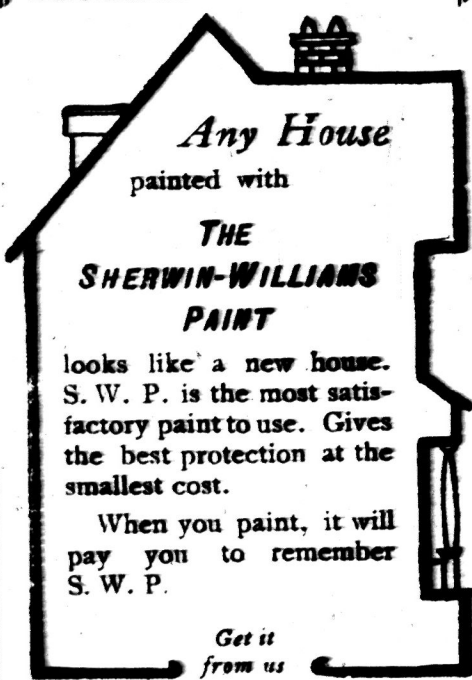 Any House
painted with
THE
SHERWIN-WILLIAMS
PAINT
looks like a new house.
S. W. P. is the most satis-
factory paint to use. Gives
the best protection at the
smallest cost.
When you paint, it will
pay you to remember
S. W. P.
Get it
from us